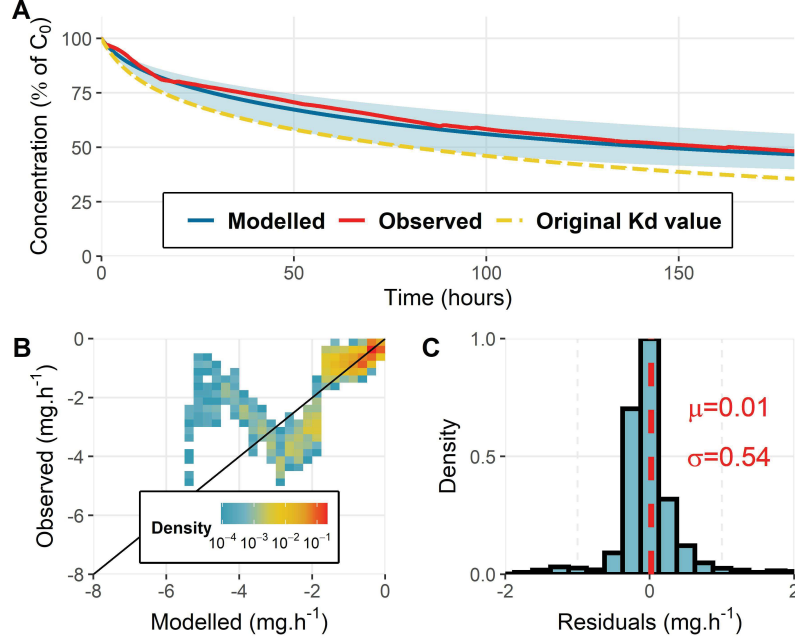 A
Concentration (% of C₀)
100
75
50
25
0
Modelled Observed Original Kd value
0 50 100 150
Time (hours)
B
Observed (mg.h⁻¹)
0
-2
-4
-6
-8
Density
10⁻⁴ 10⁻³ 10⁻² 10⁻¹
-8 -6 -4 -2 0
Modelled (mg.h⁻¹)
C
Density
1.0
0.5
0.0
μ=0.01
σ=0.54
-2 0 2
Residuals (mg.h⁻¹)